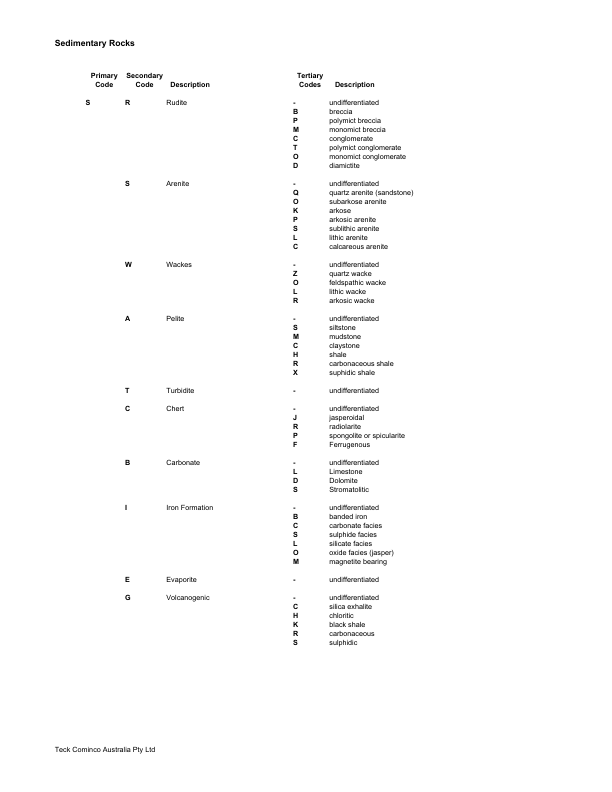 Sedimentary Rocks
Primary Secondary Tertiary
Code Code Description Codes Description
S R Rudite - undifferentiated
B breccia
P polymict breccia
M monomict breccia
C conglomerate
T polymict conglomerate
O monomict conglomerate
D diamictite
S Arenite - undifferentiated
Q quartz arenite (sandstone)
O subarkose arenite
K arkose
P arkosic arenite
S sublithic arenite
L lithic arenite
C calcareous arenite
W Wackes - undifferentiated
Z quartz wacke
O feldspathic wacke
L lithic wacke
R arkosic wacke
A Pelite - undifferentiated
S siltstone
M mudstone
C claystone
H shale
R carbonaceous shale
X suphidic shale
T Turbidite - undifferentiated
C Chert - undifferentiated
J jasperoidal
R radiolarite
P spongolite or spicularite
F Ferrugenous
B Carbonate - undifferentiated
L Limestone
D Dolomite
S Stromatolitic
I Iron Formation - undifferentiated
B banded iron
C carbonate facies
S sulphide facies
L silicate facies
O oxide facies (jasper)
M magnetite bearing
E Evaporite - undifferentiated
G Volcanogenic - undifferentiated
C silica exhalite
H chloritic
K black shale
R carbonaceous
S sulphidic
Teck Cominco Australia Pty Ltd